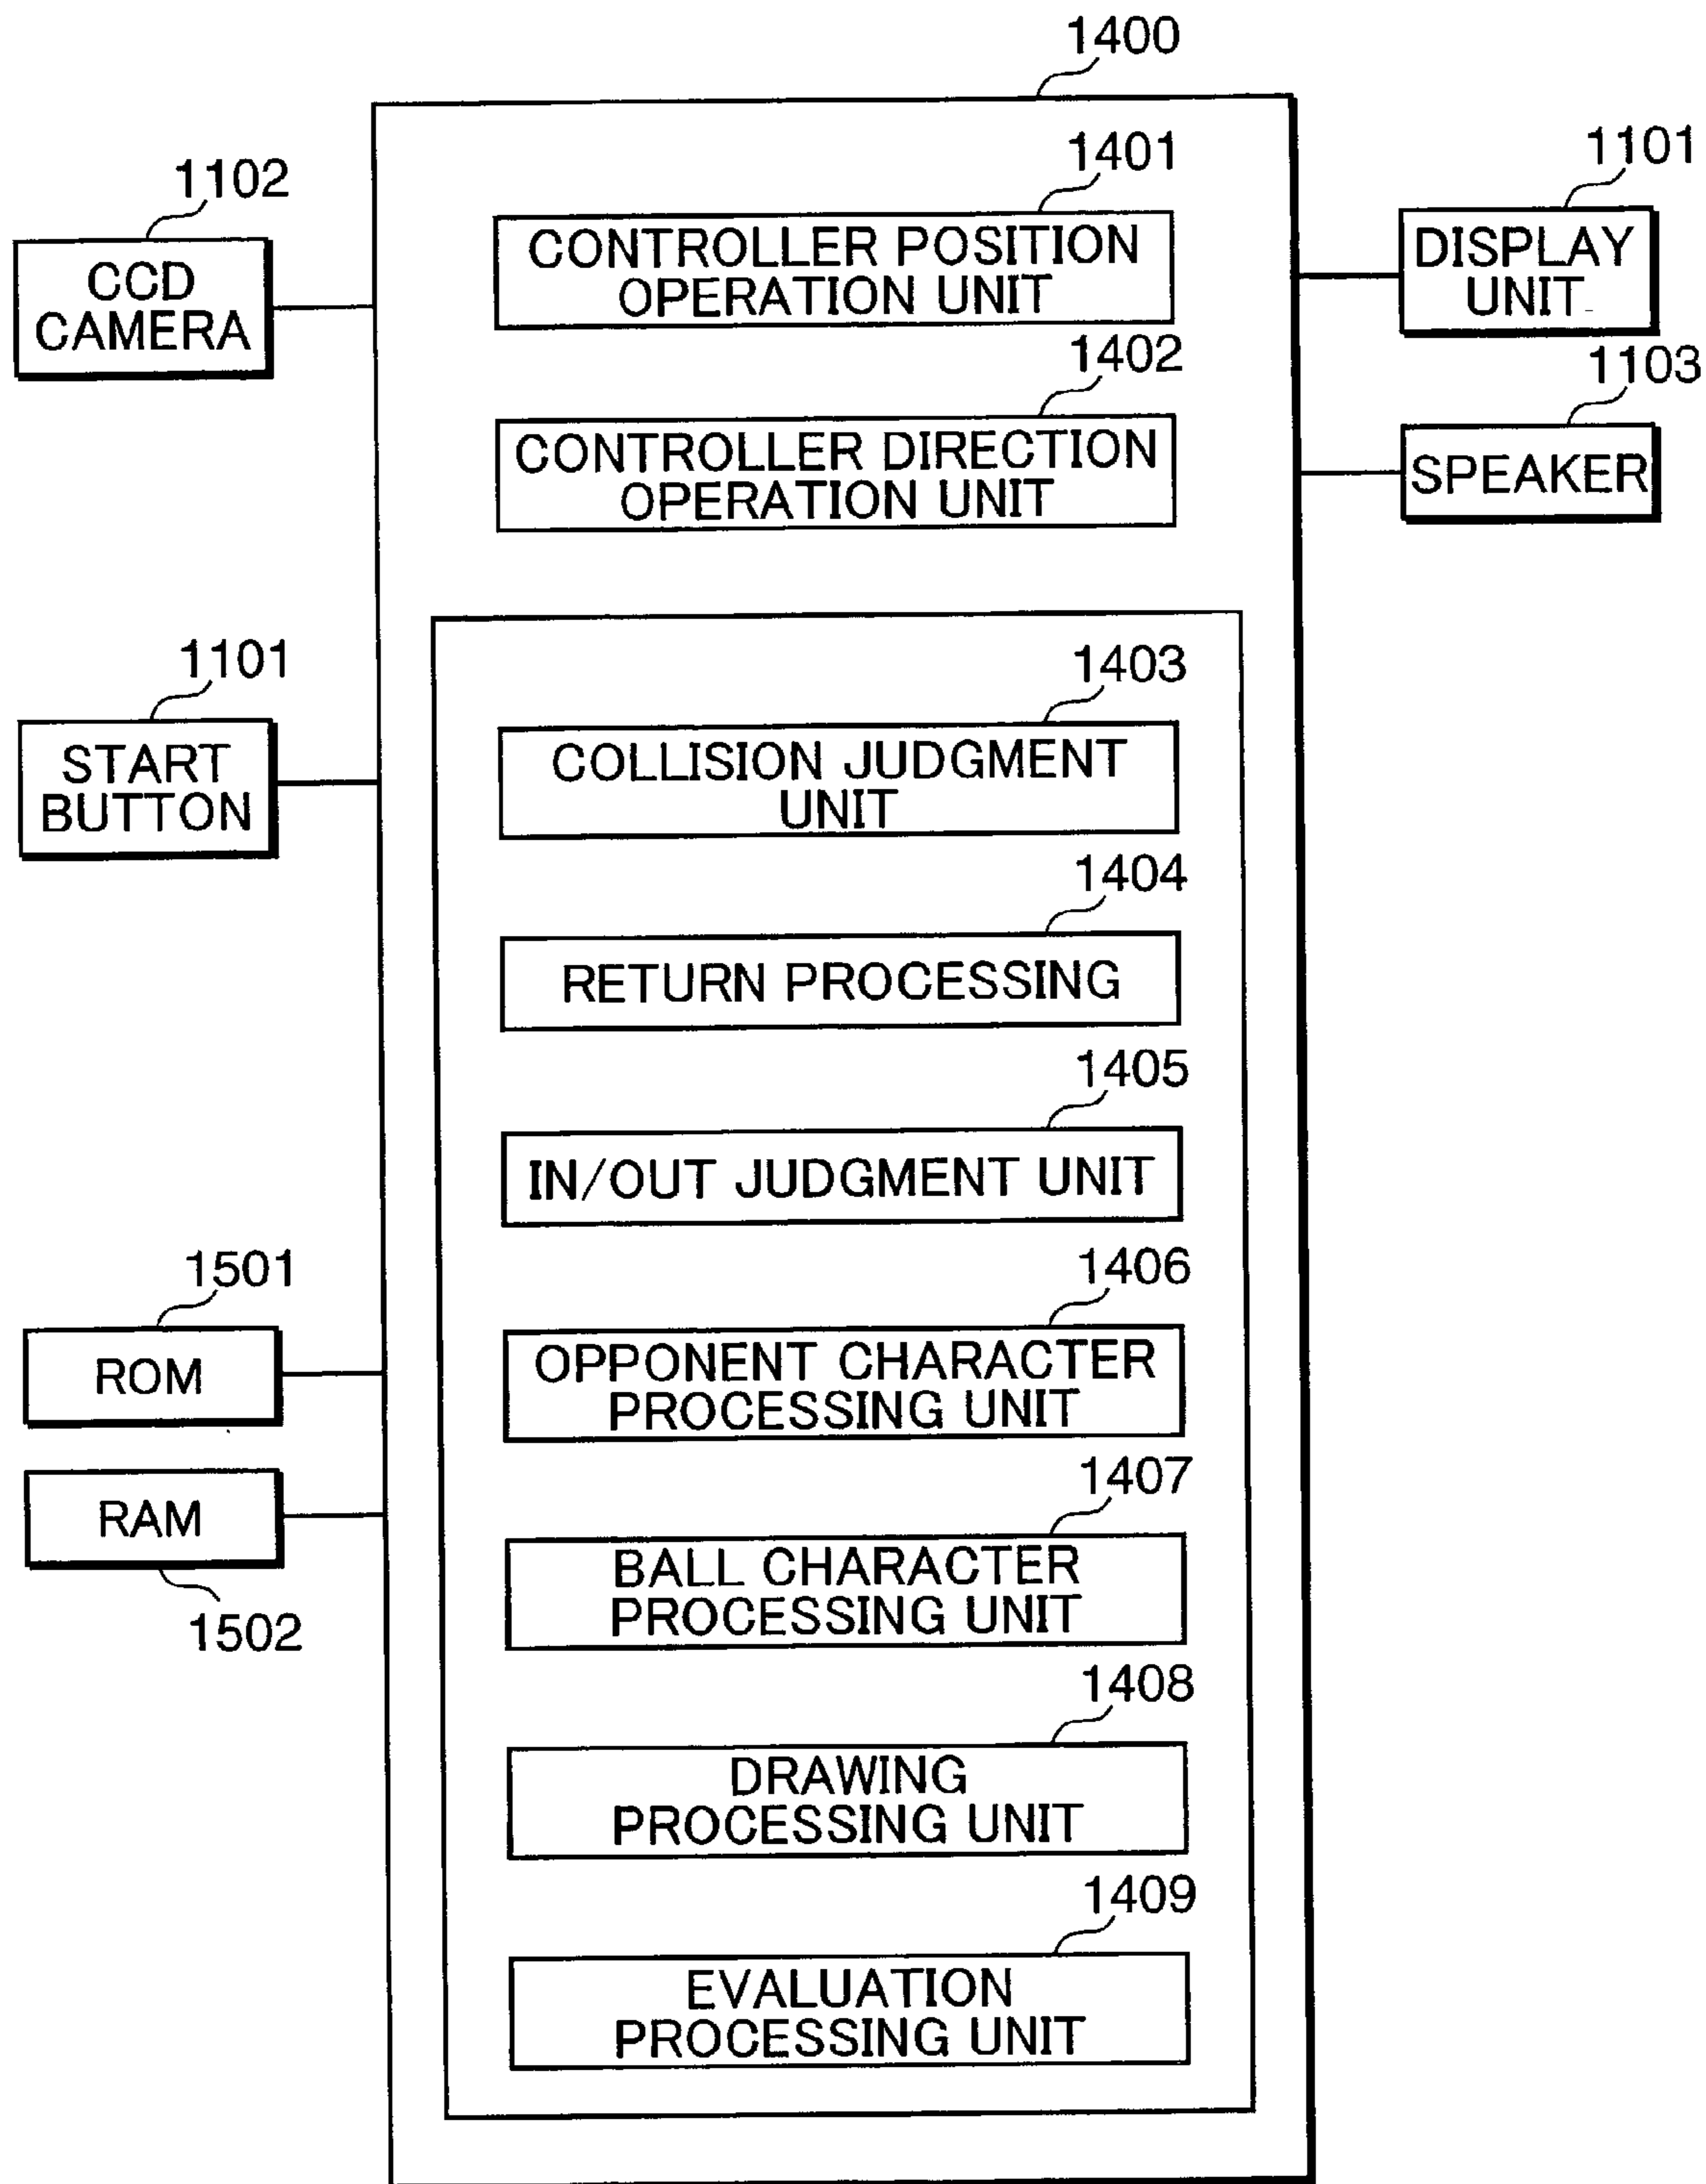 1400
1102
CCD
CAMERA
1101
START
BUTTON
1501
ROM
RAM
1502
1401
CONTROLLER POSITION
OPERATION UNIT
1402
CONTROLLER DIRECTION
OPERATION UNIT
1403
COLLISION JUDGMENT
UNIT
1404
RETURN PROCESSING
1405
IN/OUT JUDGMENT UNIT
1406
OPPONENT CHARACTER
PROCESSING UNIT
1407
BALL CHARACTER
PROCESSING UNIT
1408
DRAWING
PROCESSING UNIT
1409
EVALUATION
PROCESSING UNIT
1101
DISPLAY
UNIT
1103
SPEAKER